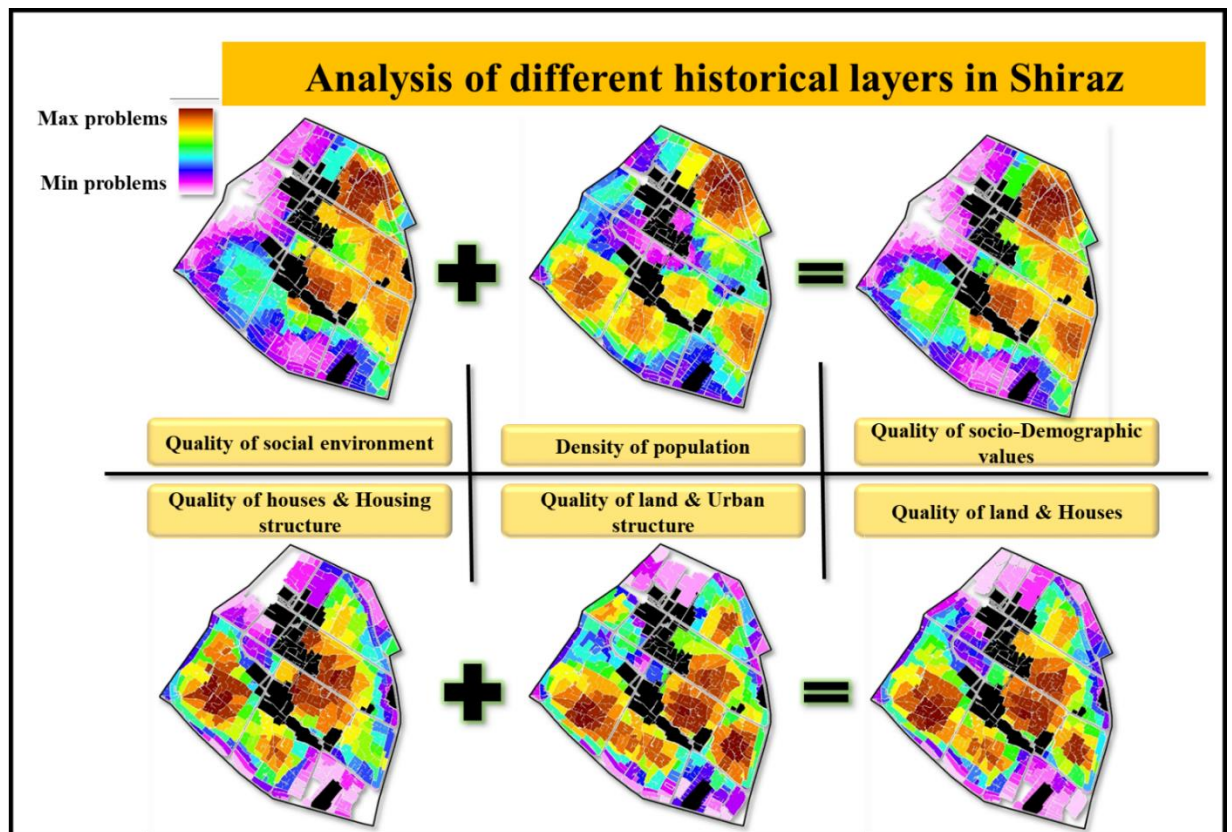 Analysis of different historical layers in Shiraz
Max problems
Min problems
Quality of social environment
Density of population
Quality of socio-Demographic
values
Quality of houses & Housing
structure
Quality of land & Urban
structure
Quality of land & Houses